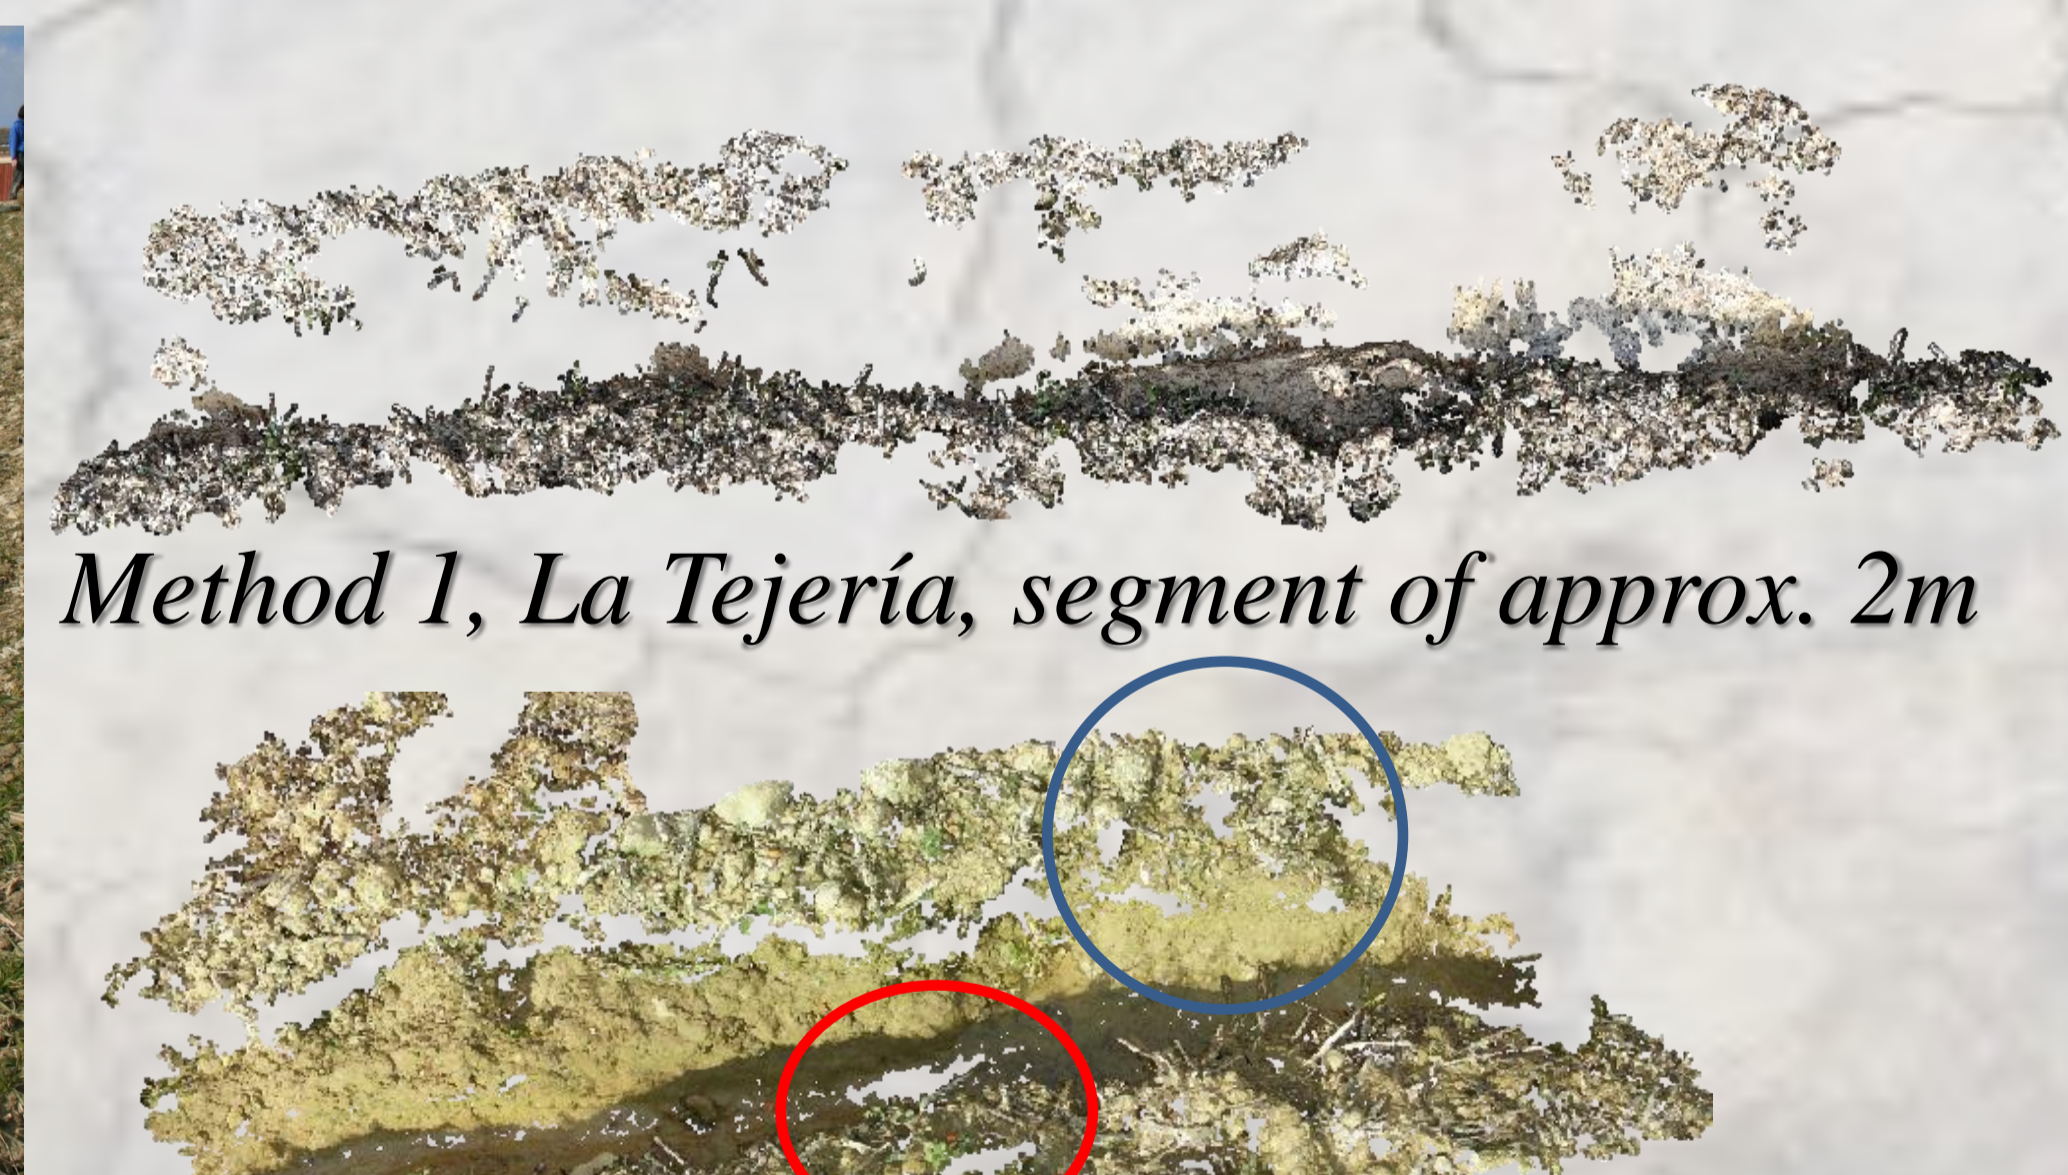 Method 1, La Tejería, segment of approx. 2m